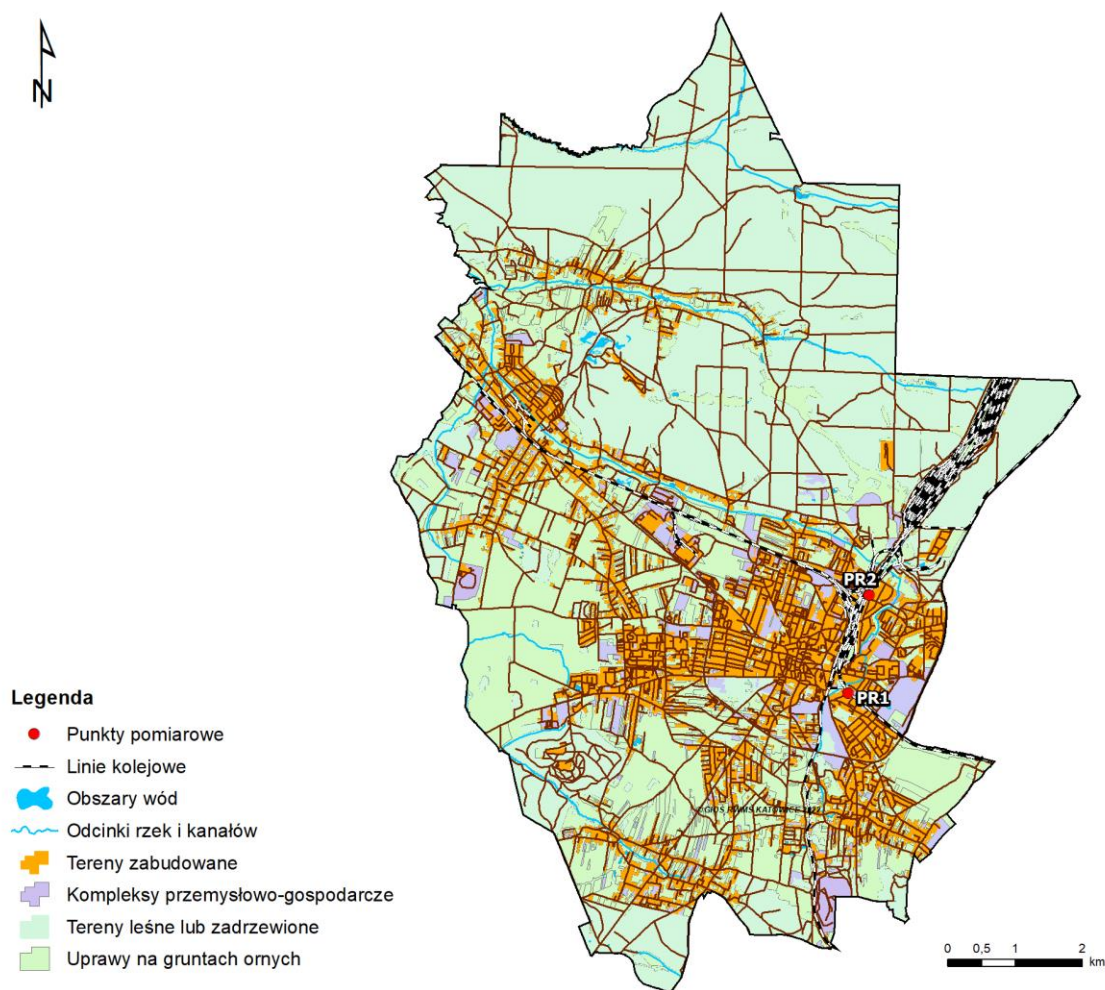 N
PR2
PR1
Legenda
Punkty pomiarowe
Linie kolejowe
Obszary wód
Odcinki rzek i kanałów
Tereny zabudowane
Kompleksy przemysłowo-gospodarcze
Tereny leśne lub zadrzewione
Uprawy na gruntach ornych
KATOWICE
0 0,5 1 2
km